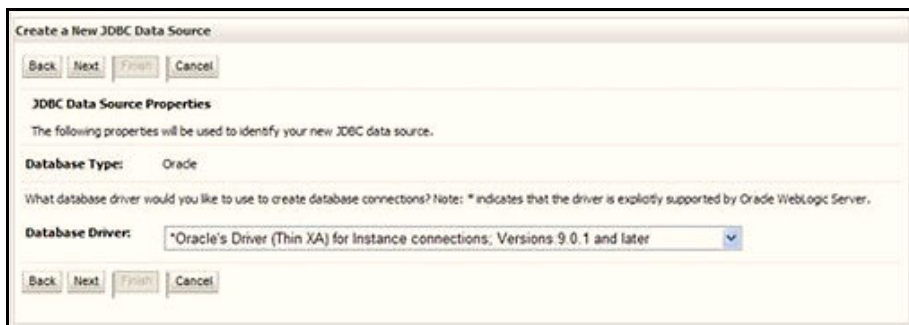 Create a New JDBC Data Source
Back Next Finish Cancel
JDBC Data Source Properties
The following properties will be used to identify your new JDBC data source.
Database Type: Oracle
What database driver would you like to use to create database connections? Note: * indicates that the driver is explicitly supported by Oracle WebLogic Server.
Database Driver: *Oracle's Driver (Thin XA) for Instance connections; Versions:9.0.1 and later
Back Next Finish Cancel